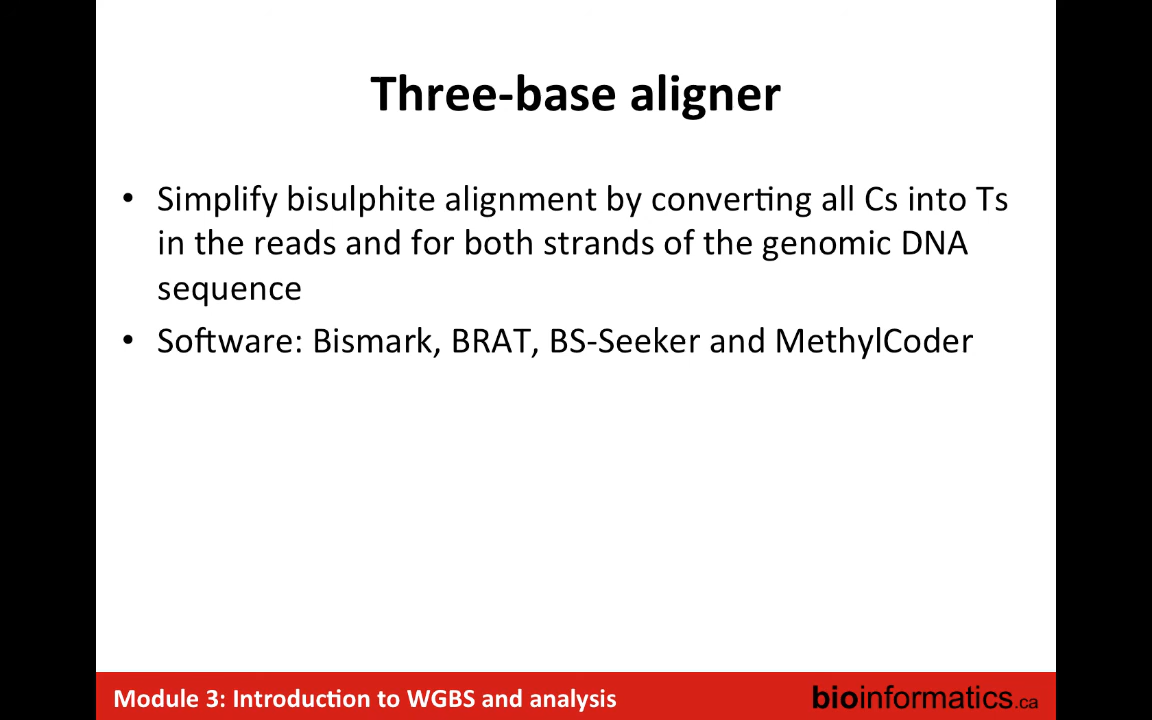 Three-base aligner
• Simplify bisulphite alignment by converting all Cs into Ts
in the reads and for both strands of the genomic DNA
sequence
• Software: Bismark, BRAT, BS-Seeker and MethylCoder
Module 3: Introduction to WGBS and analysis
bioinformatics.ca